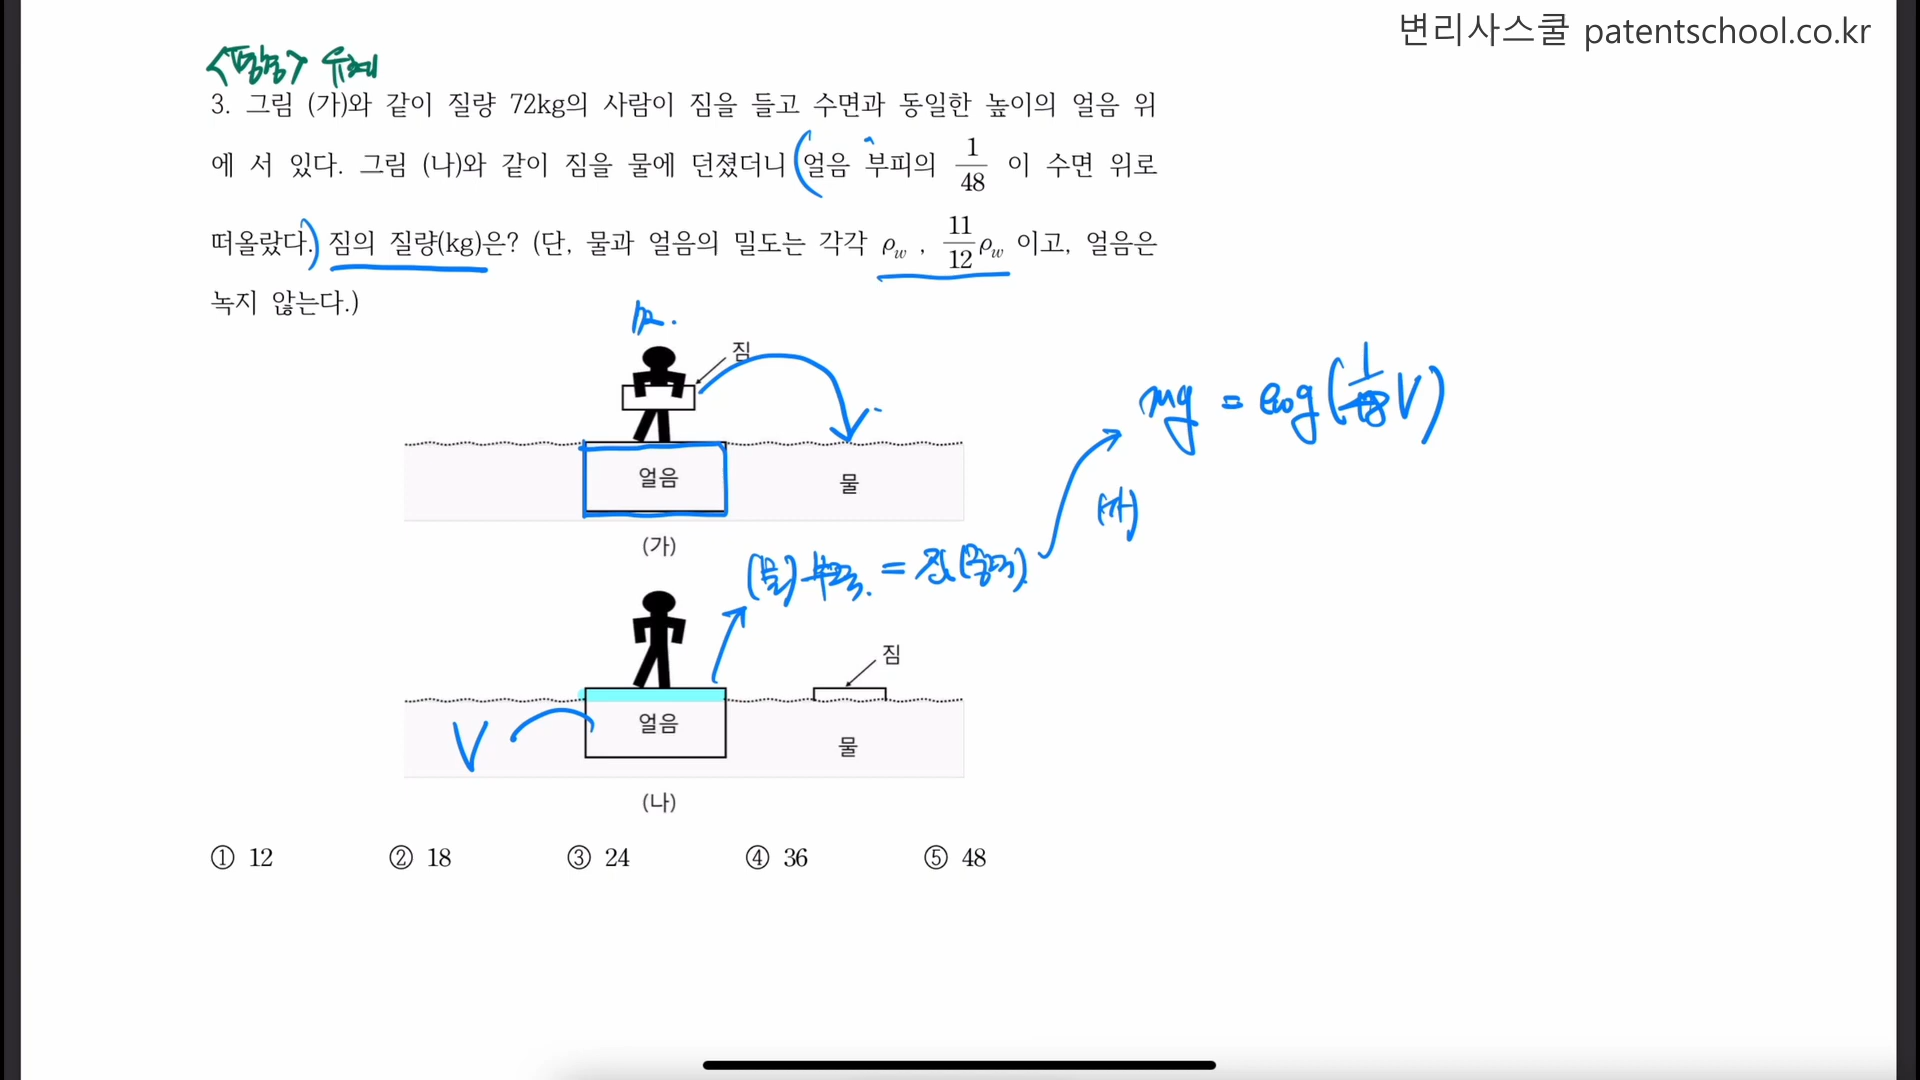 변리사스쿨 patentschool.co.kr
3. 그림 (가)와 같이 질량 72kg의 사람이 짐을 들고 수면과 동일한 높이의 얼음 위
에 서 있다. 그림 (나)와 같이 짐을 물에 던졌더니 얼음 부피의 1/48 이 수면 위로
떠올랐다. 짐의 질량(kg)은? (단, 물과 얼음의 밀도는 각각 ρw , 11/12 ρw 이고, 얼음은
녹지 않는다.)
짐
얼음
물
(가)
(가)
짐
얼음
V
물
(나)
① 12 ② 18 ③ 24 ④ 36 ⑤ 48